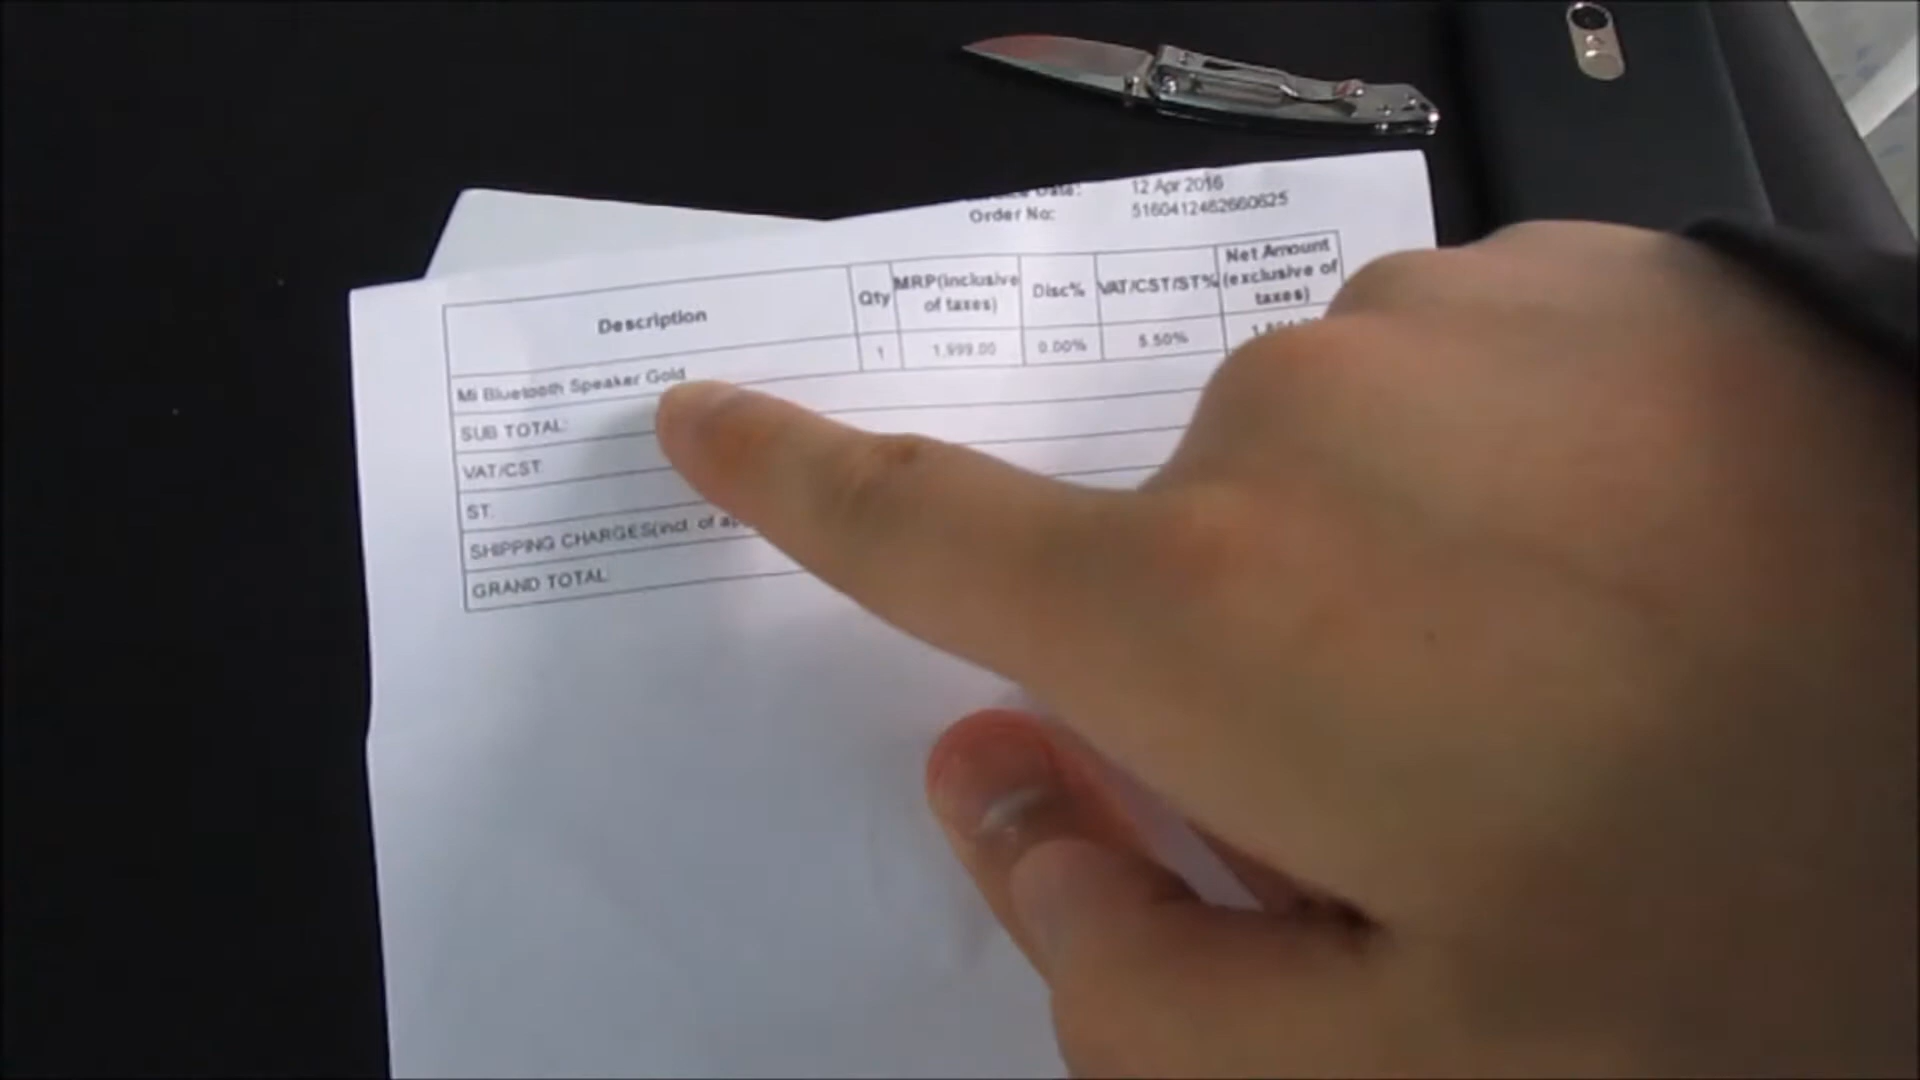 Date:
12 Apr 2016
Order No:
5160412462660625
Description
Qty
MRP(inclusive of taxes)
Disc%
VAT/CST/ST%
Net Amount (exclusive of taxes)
Mi Bluetooth Speaker Gold
1
1,999.00
0.00%
5.50%
SUB TOTAL:
VAT/CST:
ST:
SHIPPING CHARGES(incl. of
GRAND TOTAL: